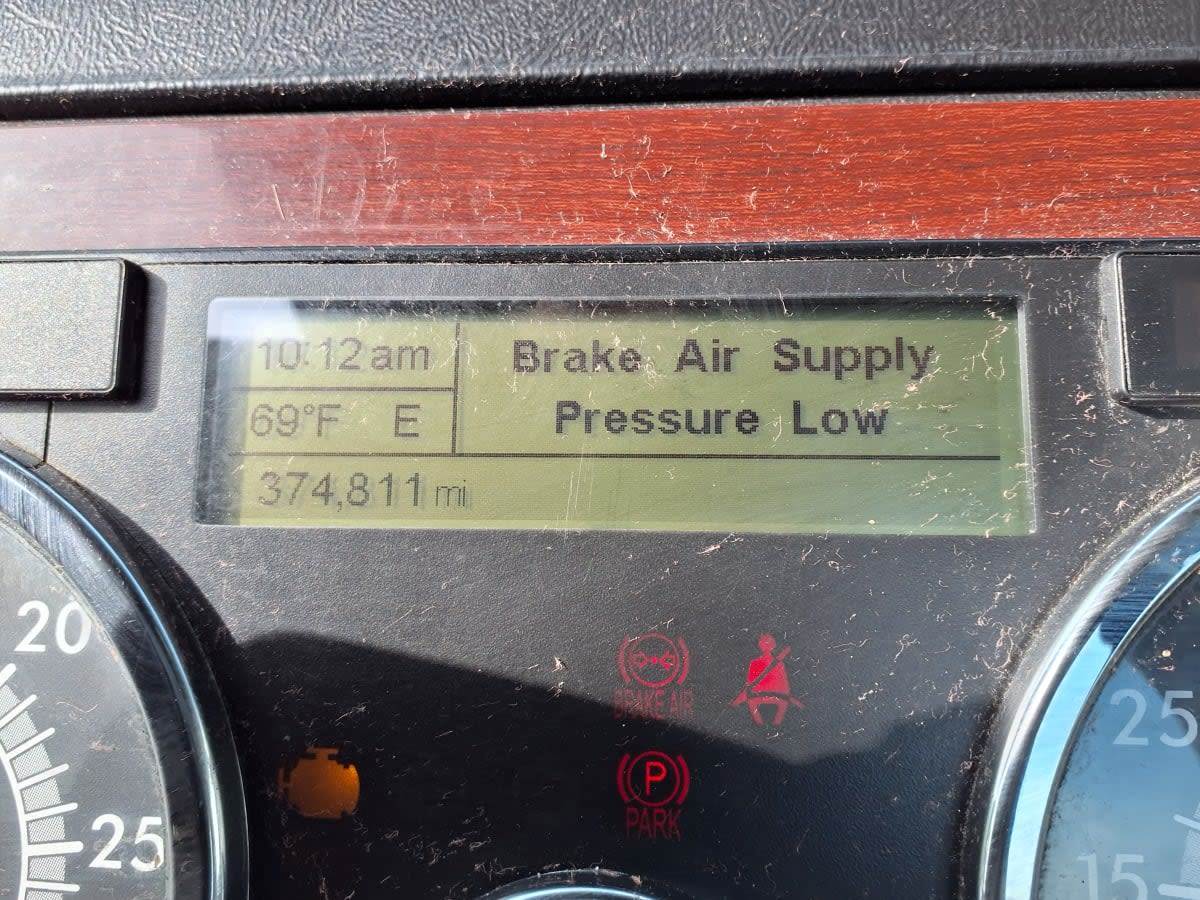 10:12 am
Brake Air Supply
Pressure Low
69°F E
374,811 mi
20
25
BRAKE AIR
P
PARK
25
15